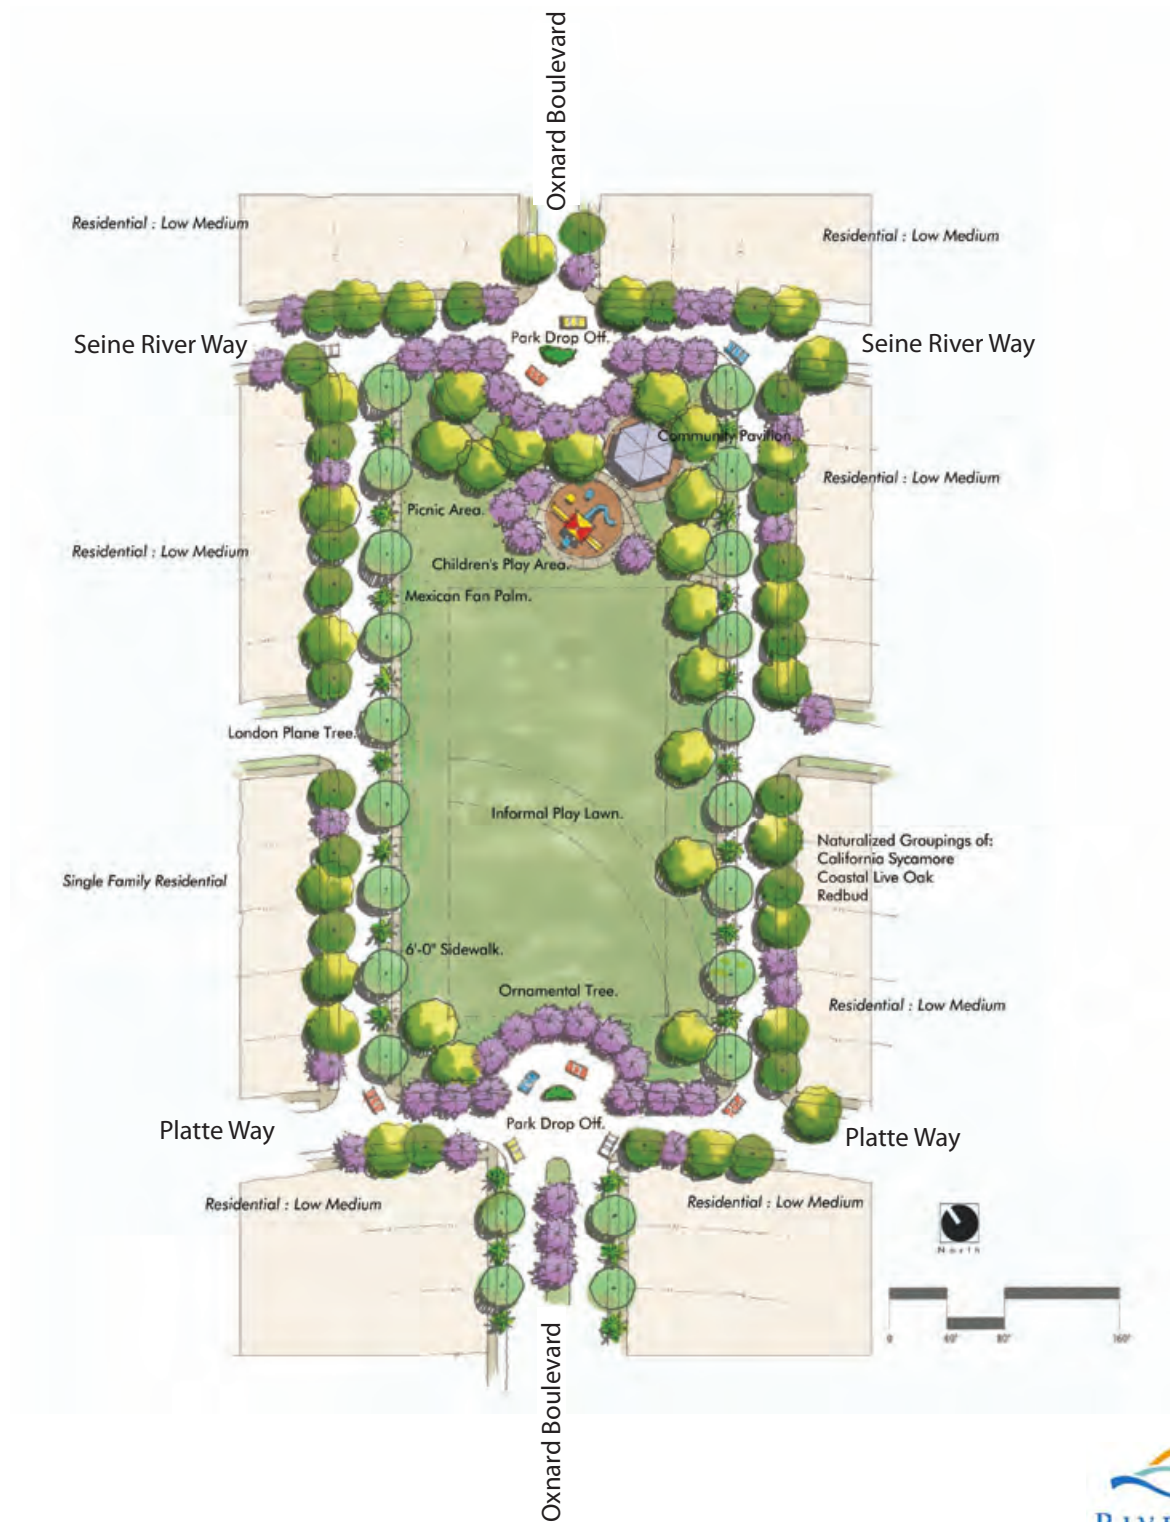 Oxnard Boulevard
Residential : Low Medium
Residential : Low Medium
Park Drop Off.
Seine River Way
Seine River Way
Community Pavilion.
Residential : Low Medium
Picnic Area.
Residential : Low Medium
Children's Play Area.
Mexican Fan Palm.
London Plane Tree.
Informal Play Lawn.
Naturalized Groupings of:
California Sycamore
Coastal Live Oak
Redbud
Single Family Residential
6'-0" Sidewalk.
Ornamental Tree.
Residential : Low Medium
Park Drop Off.
Platte Way
Platte Way
Residential : Low Medium
Residential : Low Medium
North
0 80' 160'
Oxnard Boulevard